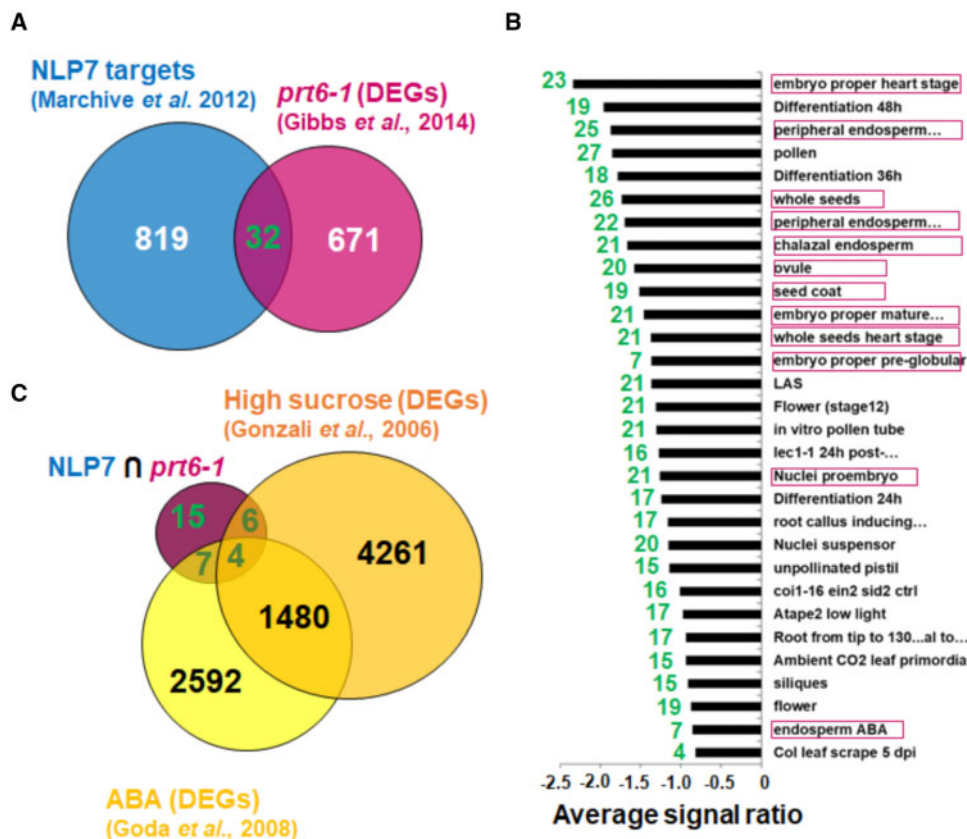 A
NLP7 targets
(Marchive et al. 2012)
prt6-1 (DEGs)
(Gibbs et al., 2014)
819
32
671
B
23 embryo proper heart stage
19 Differentiation 48h
25 peripheral endosperm…
27 pollen
18 Differentiation 36h
26 whole seeds
22 peripheral endosperm…
21 chalazal endosperm
20 ovule
19 seed coat
21 embryo proper mature…
21 whole seeds heart stage
7 embryo proper pre-globular
21 LAS
21 Flower (stage12)
21 in vitro pollen tube
16 lec1-1 24h post-…
21 Nuclei proembryo
17 Differentiation 24h
17 root callus inducing…
20 Nuclei suspensor
15 unpollinated pistil
16 coi1-16 ein2 sid2 ctrl
17 Atape2 low light
17 Root from tip to 130...al to…
15 Ambient CO2 leaf primordia
15 siliques
19 flower
7 endosperm ABA
4 Col leaf scrape 5 dpi
-2.5 -2.0 -1.5 -1.0 -0.5 0
Average signal ratio
C
High sucrose (DEGs)
(Gonzali et al., 2006)
NLP7 ∩ prt6-1
15
6
7
4
4261
1480
2592
ABA (DEGs)
(Goda et al., 2008)